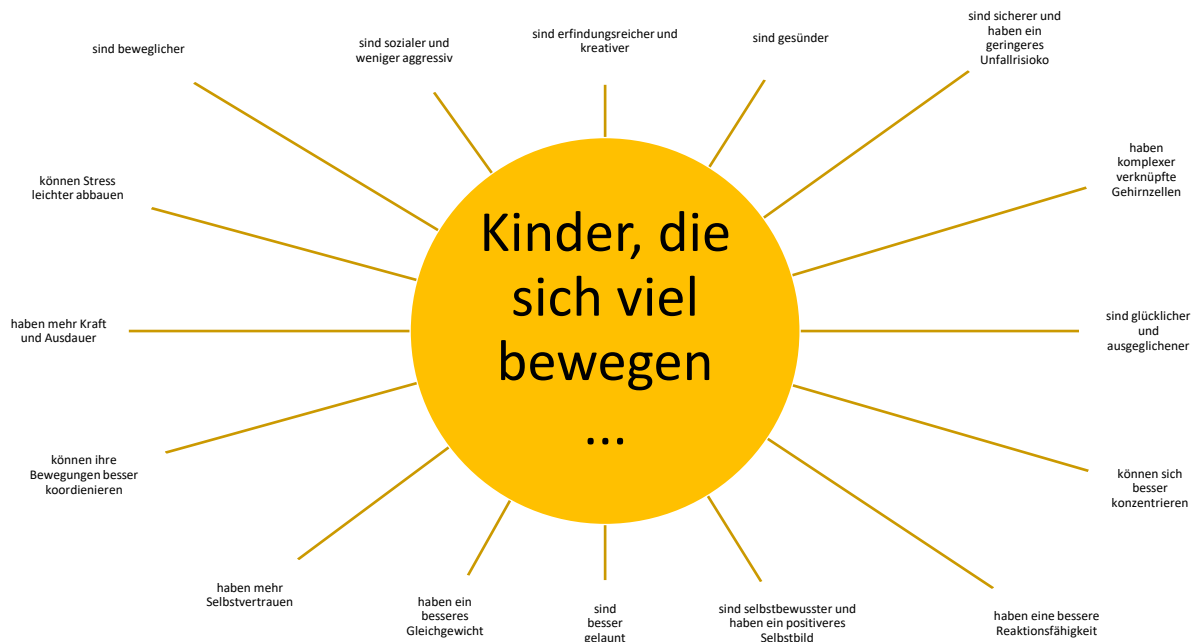 Kinder, die
sich viel
bewegen
...
sind erfindungsreicher und
kreativer
sind gesünder
sind sicherer und
haben ein
geringeres
Unfallrisioko
haben
komplexer
verknüpfte
Gehirnzellen
sind glücklicher
und
ausgeglichener
können sich
besser
konzentrieren
haben eine bessere
Reaktionsfähigkeit
sind selbstbewusster und
haben ein positiveres
Selbstbild
sind
besser
gelaunt
haben ein
besseres
Gleichgewicht
haben mehr
Selbstvertrauen
können ihre
Bewegungen besser
koordienieren
haben mehr Kraft
und Ausdauer
können Stress
leichter abbauen
sind beweglicher
sind sozialer und
weniger aggressiv